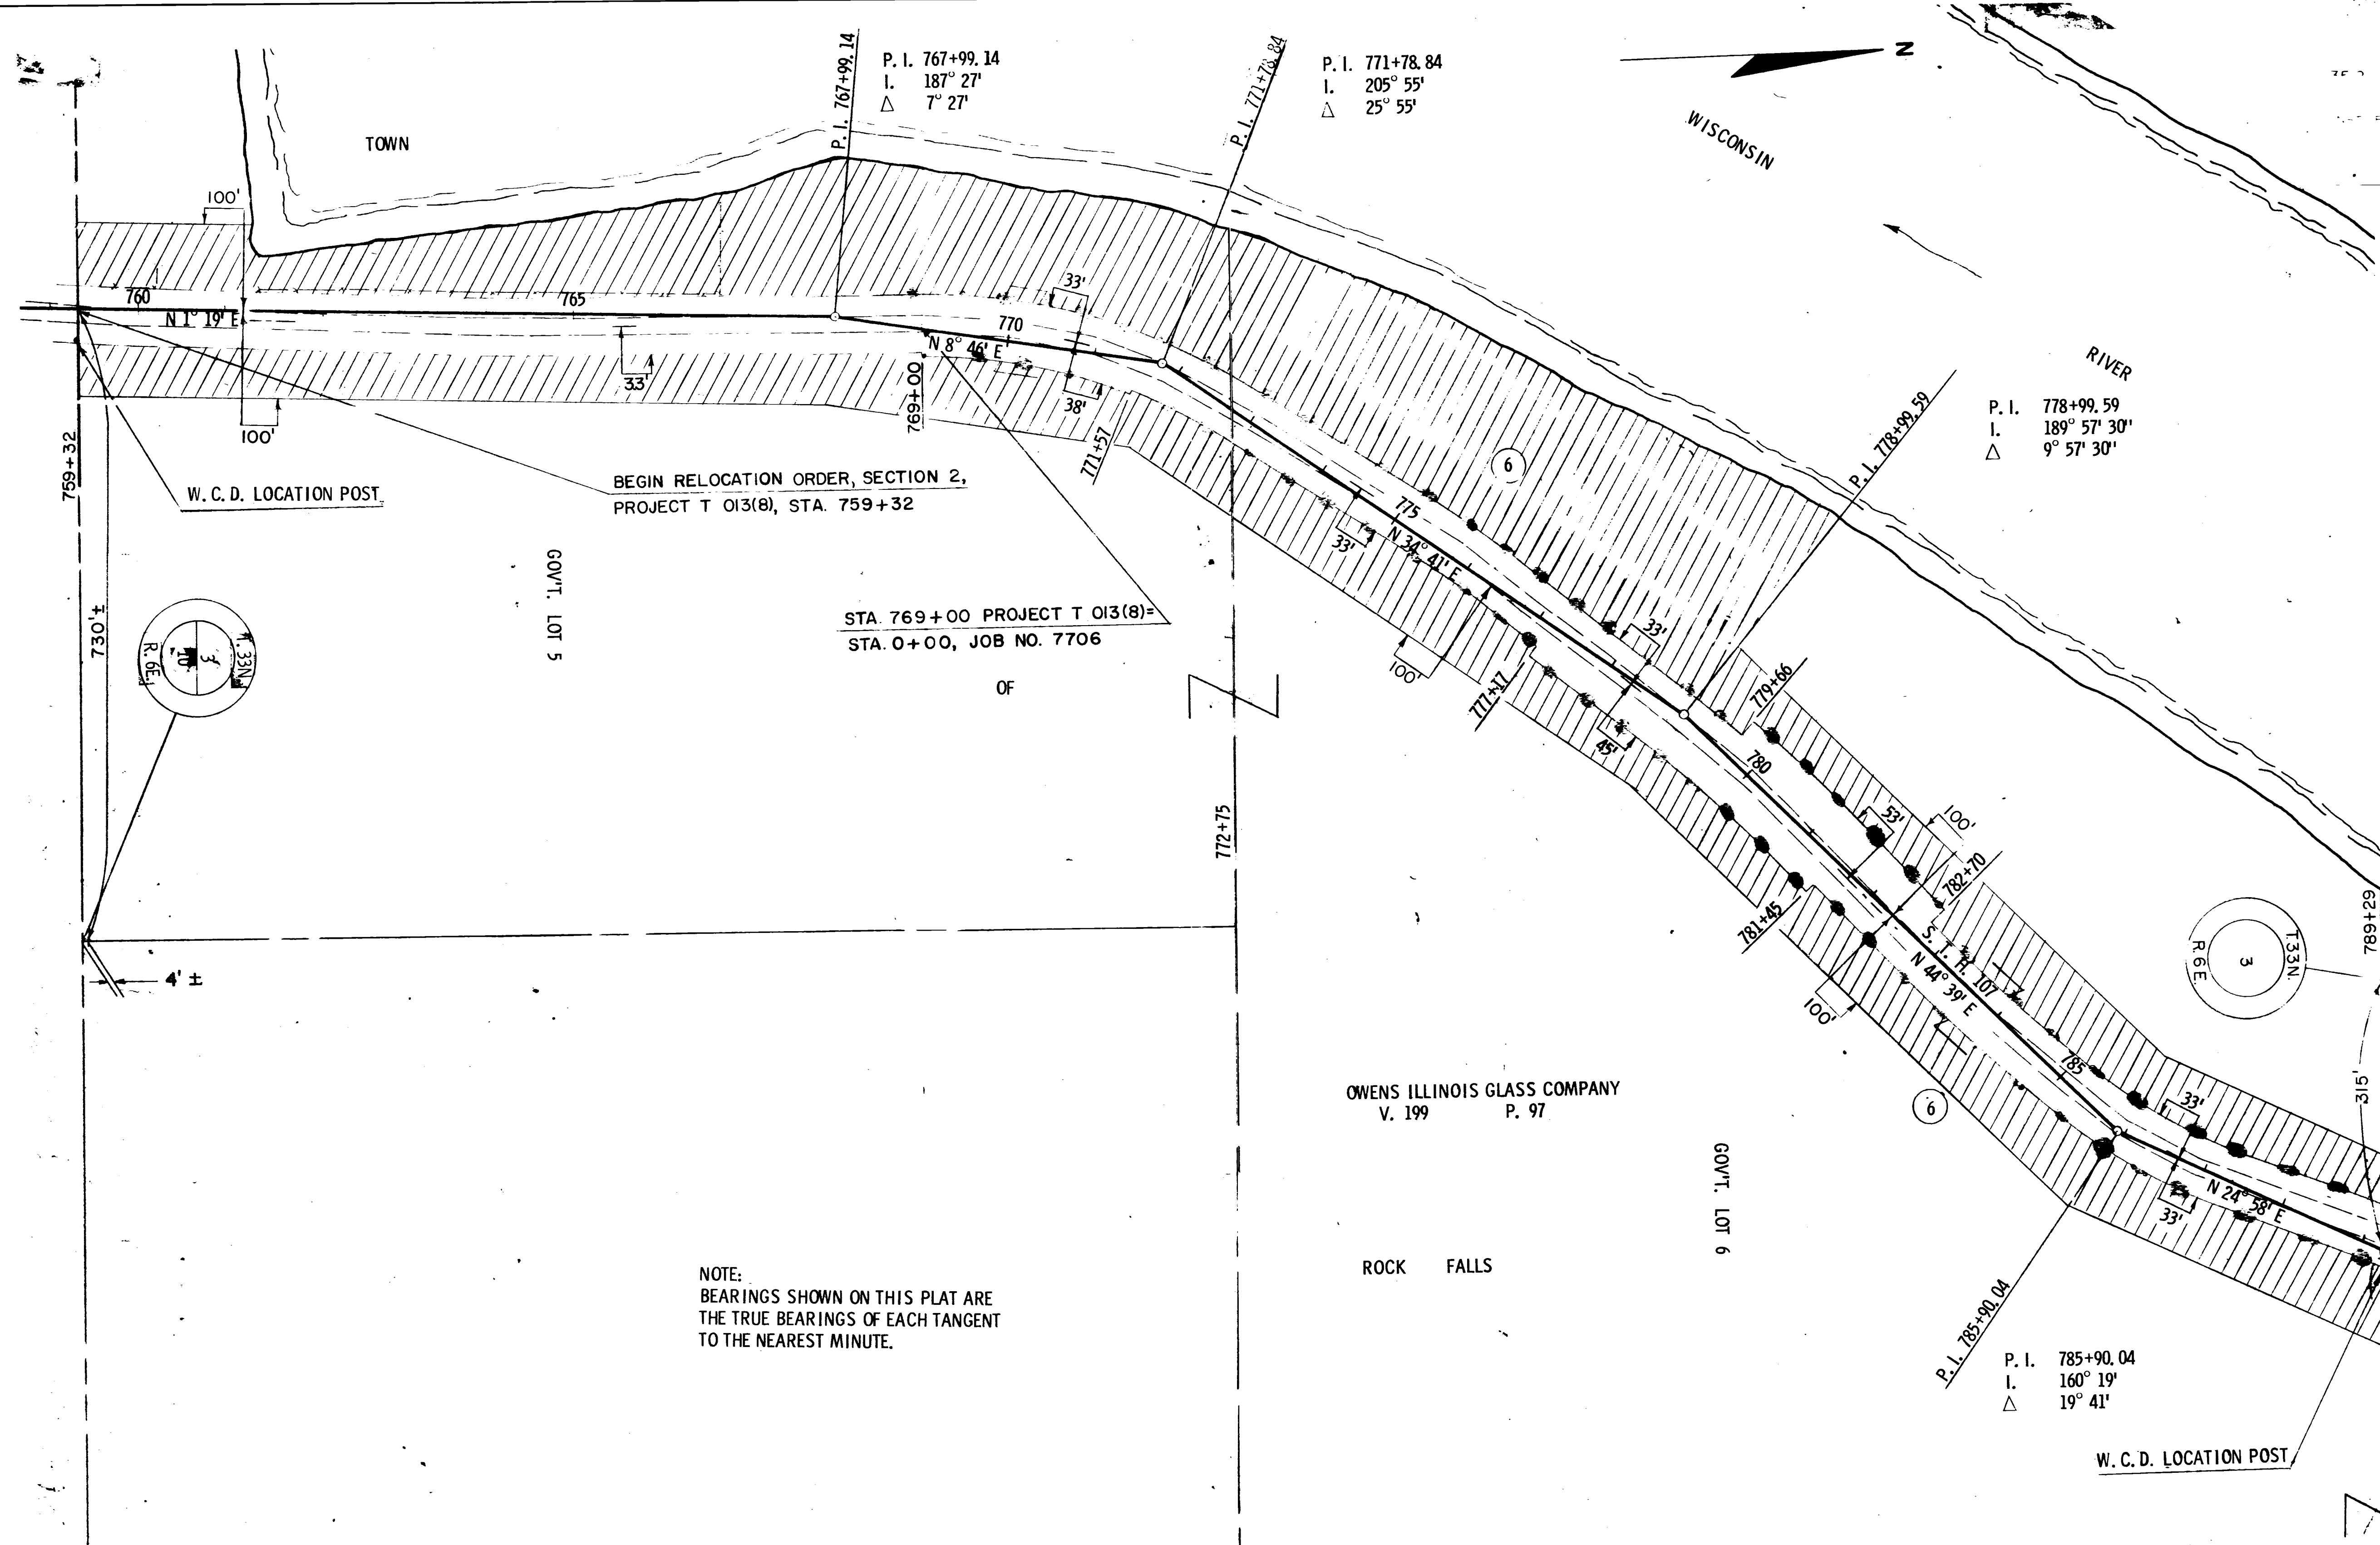 P. I. 767+99.14
P. I. 767+99.14
I. 187° 27'
Δ 7° 27'
P. I. 771+78.84
P. I. 771+78.84
I. 205° 55'
Δ 25° 55'
N
WISCONSIN
RIVER
TOWN
100'
760
N 1° 19' E
765
33'
100'
33'
770
N 8° 46' E
769+00
38'
771+57
759+32
W. C. D. LOCATION POST
BEGIN RELOCATION ORDER, SECTION 2,
PROJECT T 013(8), STA. 759+32
GOV'T. LOT 5
STA. 769+00 PROJECT T 013(8)=
STA. 0+00, JOB NO. 7706
OF
730'±
T. 33N.
3
10
R. 6E.
4' ±
772+75
6
775
N 34° 41' E
33'
100'
777+17
33'
45'
P. I. 778+99.59
P. I. 778+99.59
I. 189° 57' 30"
Δ 9° 57' 30"
779+66
780
53'
100'
782+70
781+45
S. T. H. 107
N 44° 39' E
100'
785
6
T.33N.
3
R.6E.
789+29
315'
33'
33'
N 24° 58' E
P. I. 785+90.04
P. I. 785+90.04
I. 160° 19'
Δ 19° 41'
W. C. D. LOCATION POST
OWENS ILLINOIS GLASS COMPANY
V. 199 P. 97
GOV'T. LOT 6
ROCK FALLS
NOTE:
BEARINGS SHOWN ON THIS PLAT ARE
THE TRUE BEARINGS OF EACH TANGENT
TO THE NEAREST MINUTE.